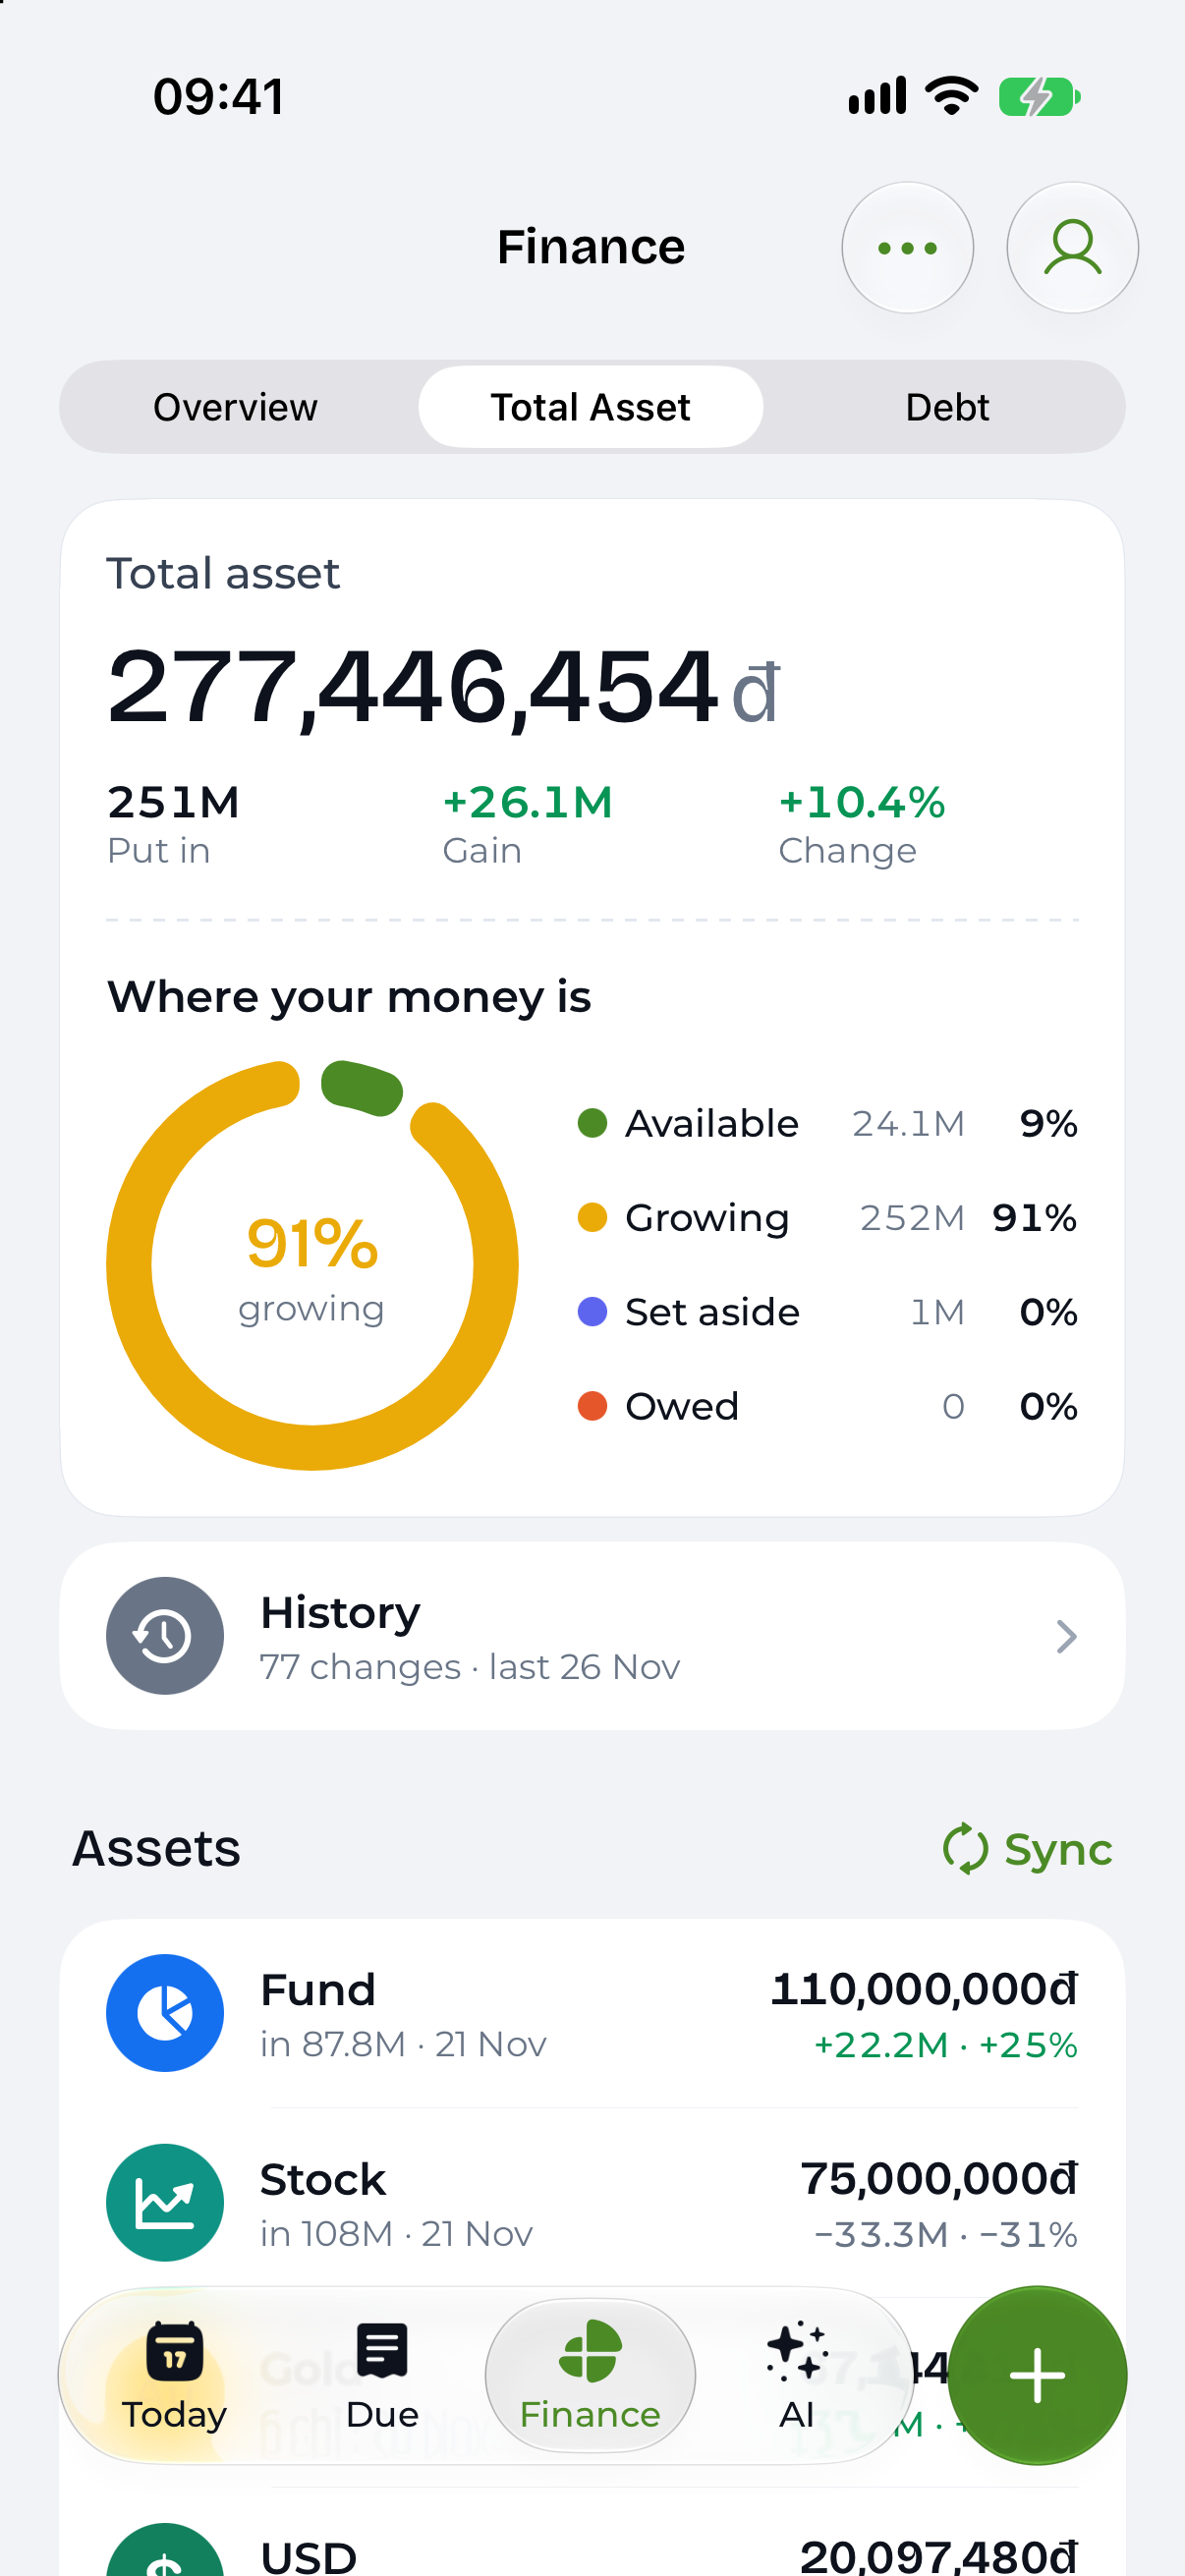 09:41
Finance
Overview
Total Asset
Debt
Total asset
277,446,454 đ
251M
Put in
+26.1M
Gain
+10.4%
Change
Where your money is
91%
growing
Available 24.1M 9%
Growing 252M 91%
Set aside 1M 0%
Owed 0 0%
History
77 changes · last 26 Nov
Assets
Sync
Fund 110,000,000đ
in 87.8M · 21 Nov +22.2M · +25%
Stock 75,000,000đ
in 108M · 21 Nov −33.3M · −31%
Gold
17
Today
Due
Finance
AI
USD 20,097,480đ